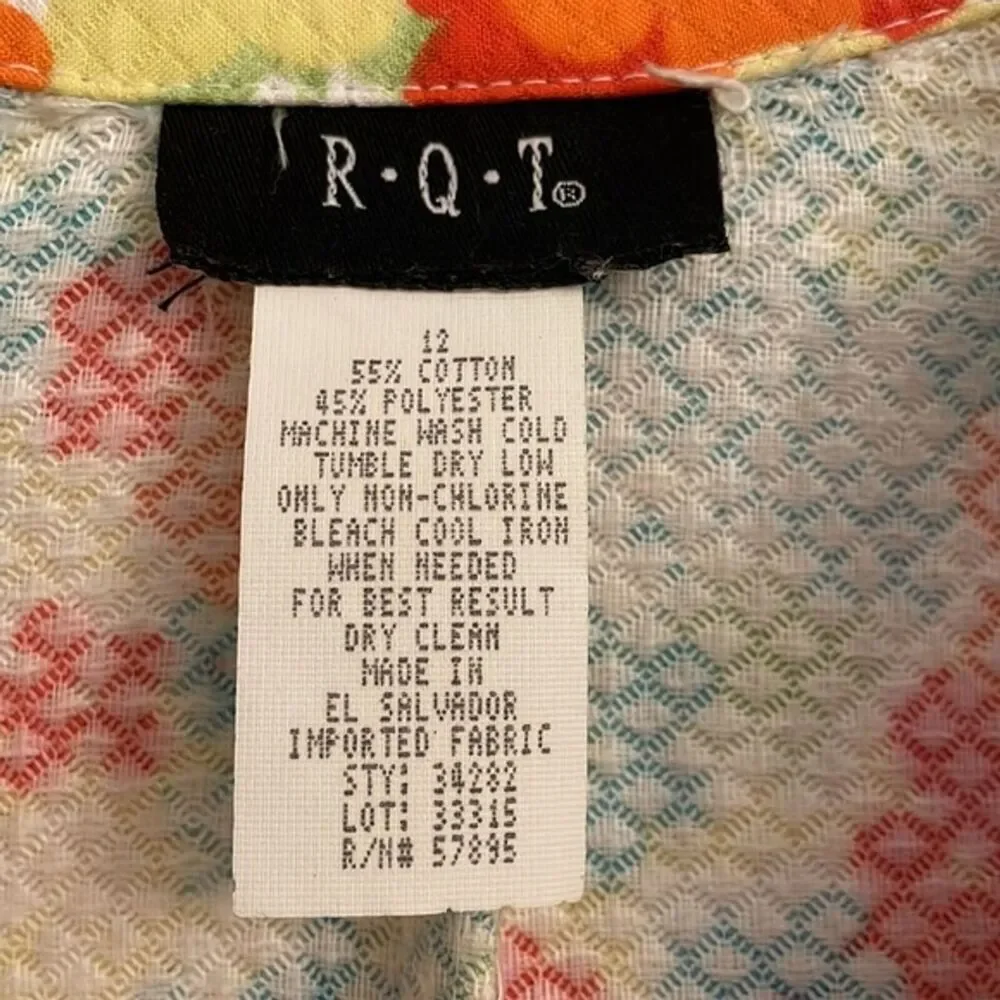 R·Q·T®
12
55% COTTON
45% POLYESTER
MACHINE WASH COLD
TUMBLE DRY LOW
ONLY NON-CHLORINE
BLEACH COOL IRON
WHEN NEEDED
FOR BEST RESULT
DRY CLEAN
MADE IN
EL SALVADOR
IMPORTED FABRIC
STY: 34282
LOT: 33315
R/N# 57895